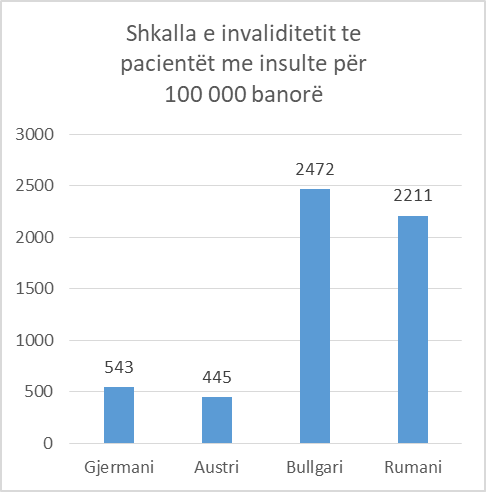 Shkalla e invaliditetit te
pacientët me insulte për
100 000 banorë
3000
2500
2000
1500
1000
500
0
543
445
2472
2211
Gjermani
Austri
Bullgari
Rumani